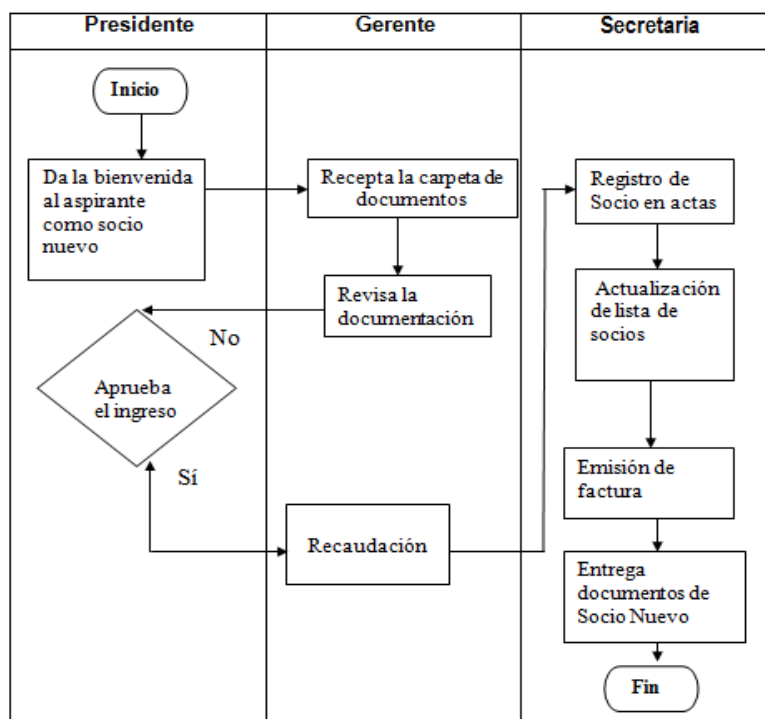 Presidente
Gerente
Secretaria
Inicio
Da la bienvenida
al aspirante
como socio
nuevo
Recepta la carpeta de
documentos
Registro de
Socio en actas
Revisa la
documentación
Actualización
de lista de
socios
No
Aprueba
el ingreso
Sí
Emisión de
factura
Recaudación
Entrega
documentos de
Socio Nuevo
Fin